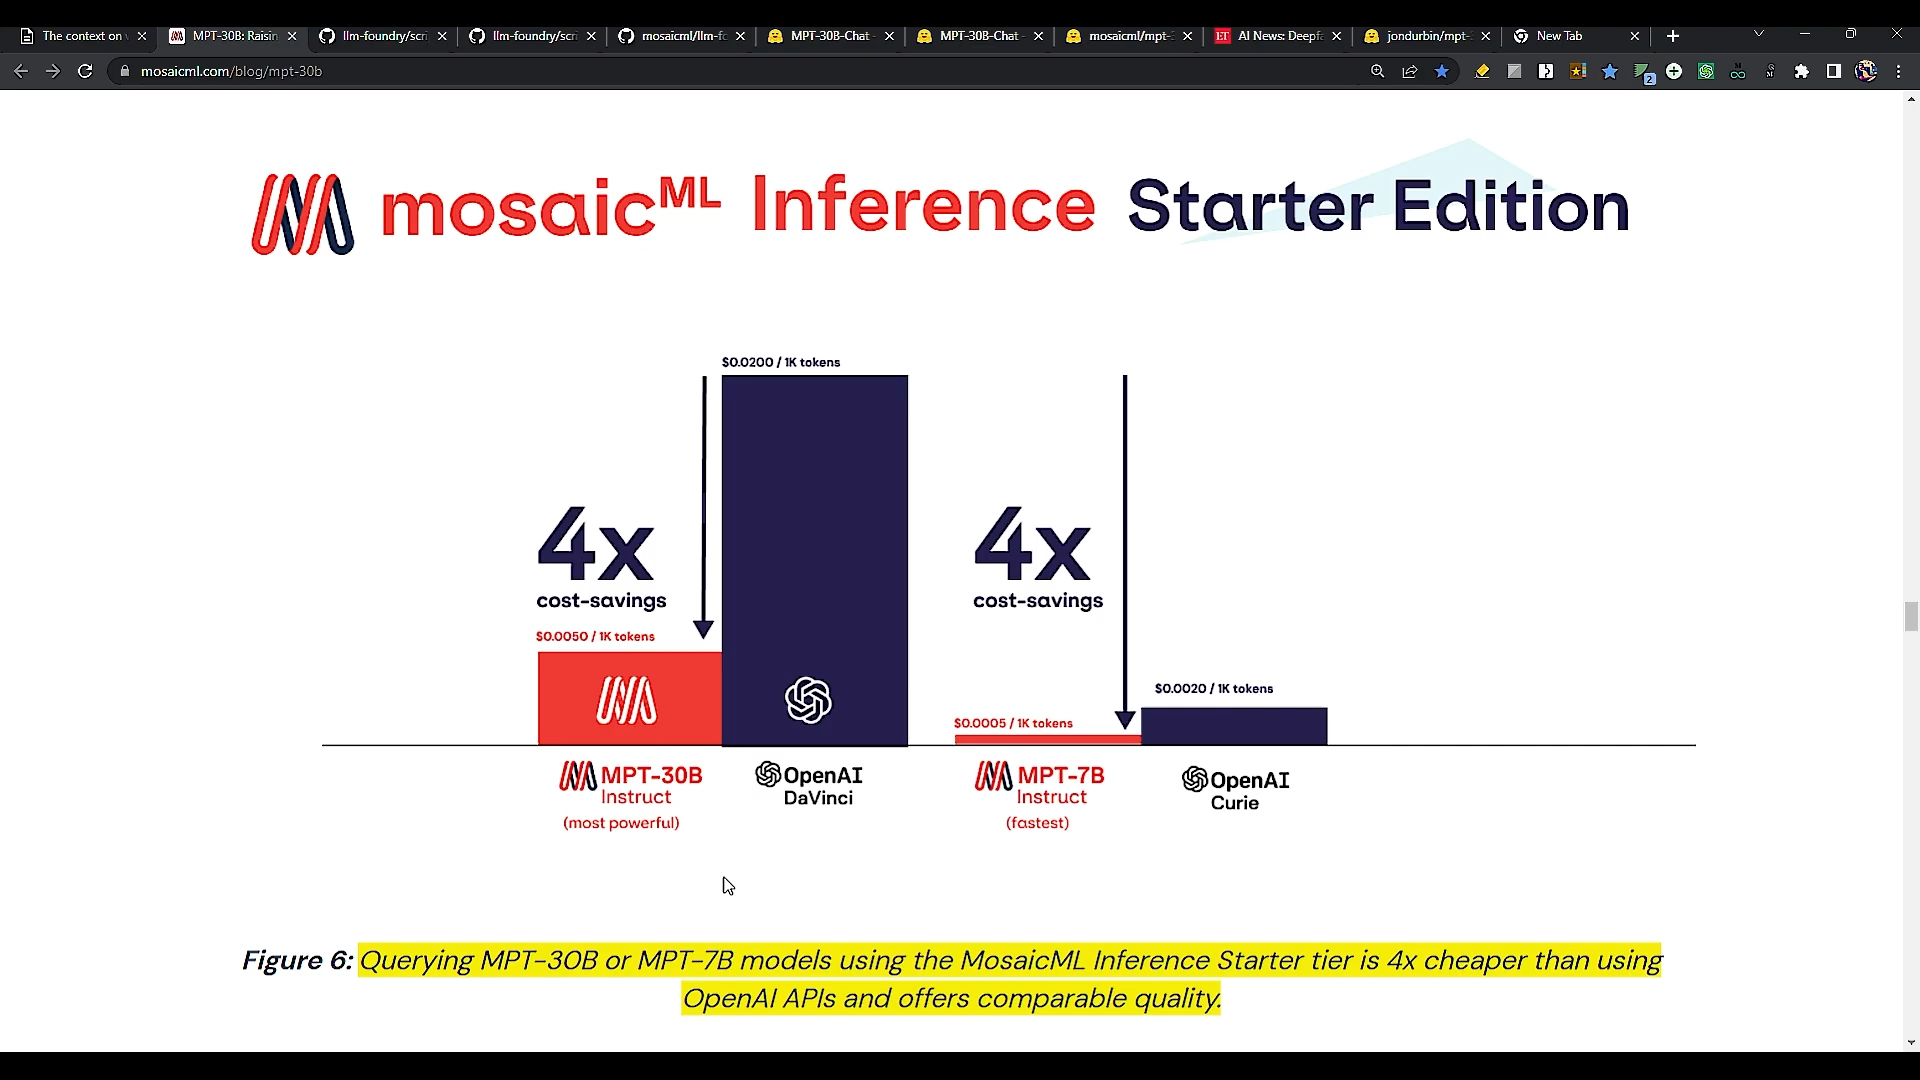 The context on
MPT-30B: Raisin
llm-foundry/scri
llm-foundry/scri
mosaicml/llm-fo
MPT-30B-Chat -
MPT-30B-Chat -
mosaicml/mpt-
ET AI News: Deepfa
jondurbin/mpt-
New Tab
mosaicml.com/blog/mpt-30b
2
mosaicML Inference Starter Edition
$0.0200 / 1K tokens
4x
cost-savings
4x
cost-savings
$0.0050 / 1K tokens
$0.0020 / 1K tokens
$0.0005 / 1K tokens
MPT-30B
Instruct
(most powerful)
OpenAI
DaVinci
MPT-7B
Instruct
(fastest)
OpenAI
Curie
Figure 6: Querying MPT-30B or MPT-7B models using the MosaicML Inference Starter tier is 4x cheaper than using
OpenAI APIs and offers comparable quality.